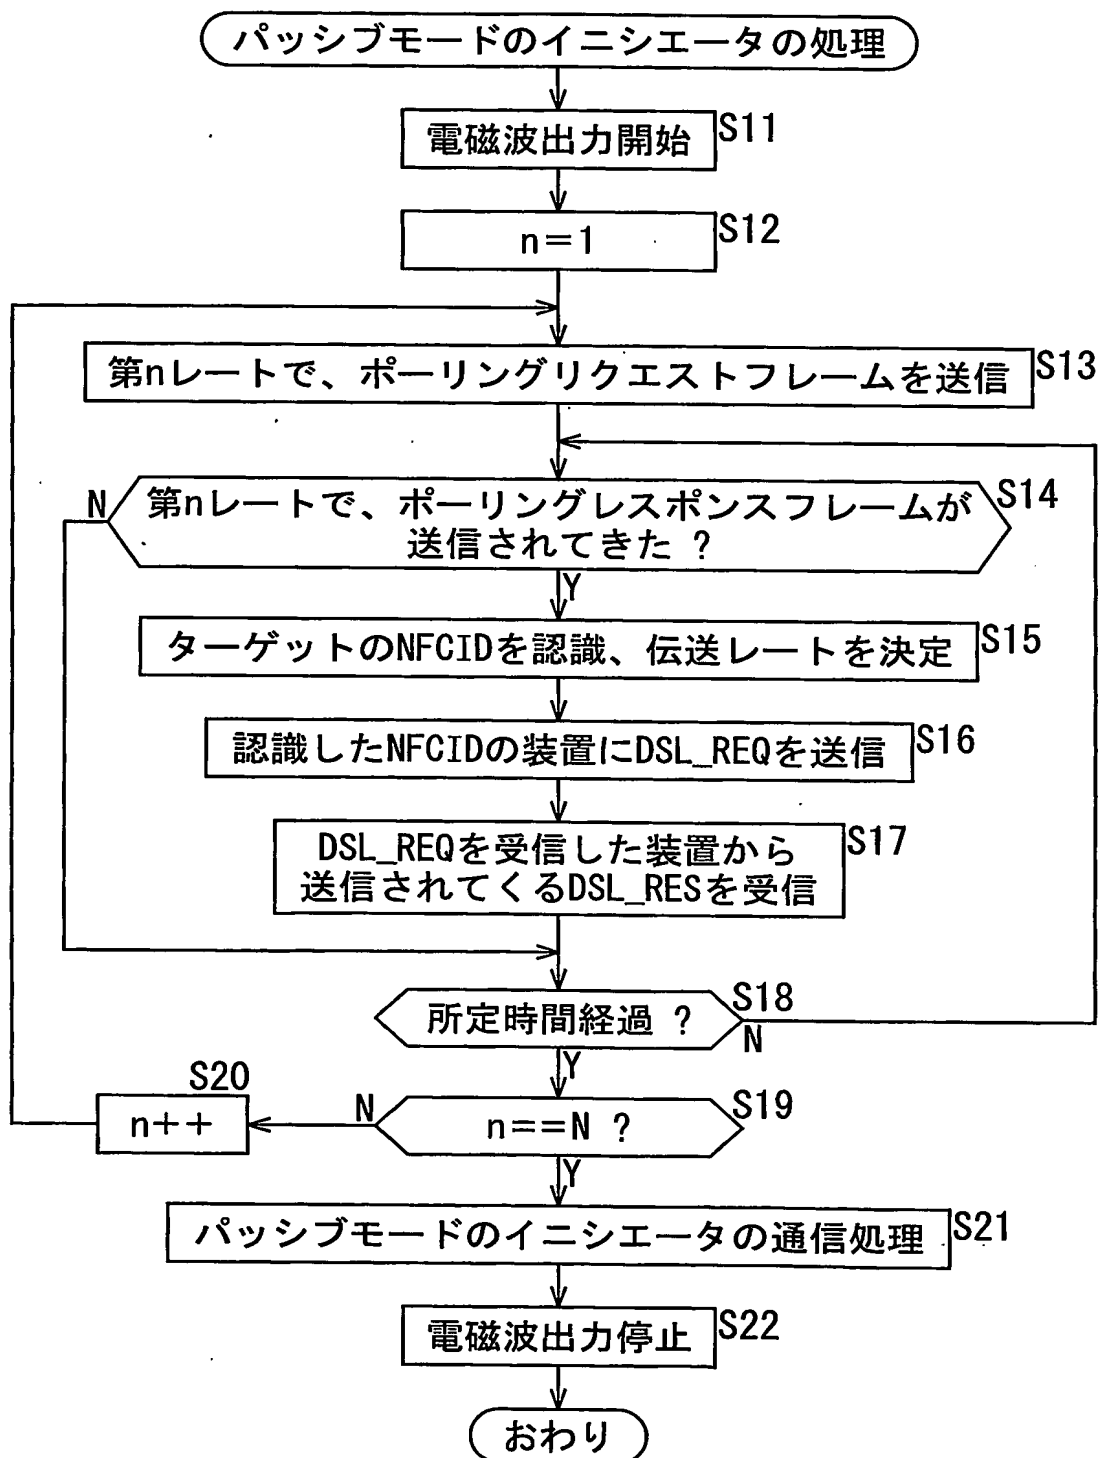 パッシブモードのイニシエータの処理
電磁波出力開始
S11
n=1
S12
第nレートで、ポーリングリクエストフレームを送信
S13
N
第nレートで、ポーリングレスポンスフレームが
送信されてきた ?
S14
Y
ターゲットのNFCIDを認識、伝送レートを決定
S15
認識したNFCIDの装置にDSL_REQを送信
S16
DSL_REQを受信した装置から
送信されてくるDSL_RESを受信
S17
所定時間経過 ?
S18
N
Y
S20
n++
N
n==N ?
S19
Y
パッシブモードのイニシエータの通信処理
S21
電磁波出力停止
S22
おわり